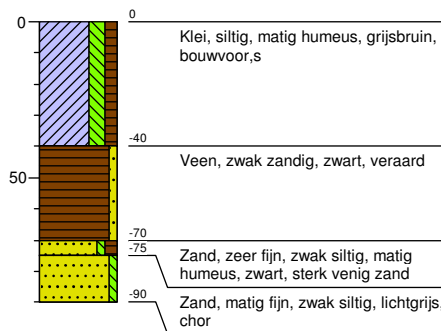 0
0
Klei, siltig, matig humeus, grijsbruin,
bouwvoor,s
-40
Veen, zwak zandig, zwart, veraard
50
-70
-75
Zand, zeer fijn, zwak siltig, matig
humeus, zwart, sterk venig zand
-90
Zand, matig fijn, zwak siltig, lichtgrijs,
chor